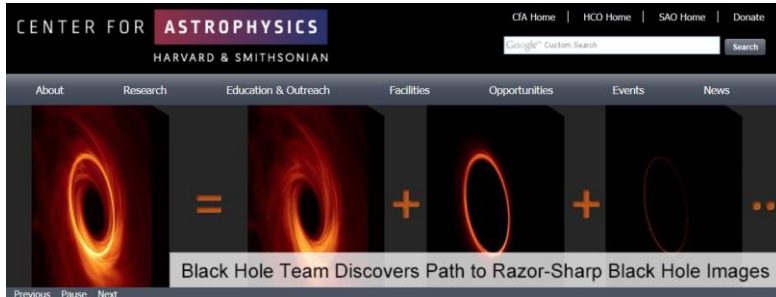 CENTER FOR ASTROPHYSICS
HARVARD & SMITHSONIAN
CfA Home | HCO Home | SAO Home | Donate
Google™ Custom Search Search
About Research Education & Outreach Facilities Opportunities Events News
= + + ..
Black Hole Team Discovers Path to Razor-Sharp Black Hole Images
Previous Pause Next